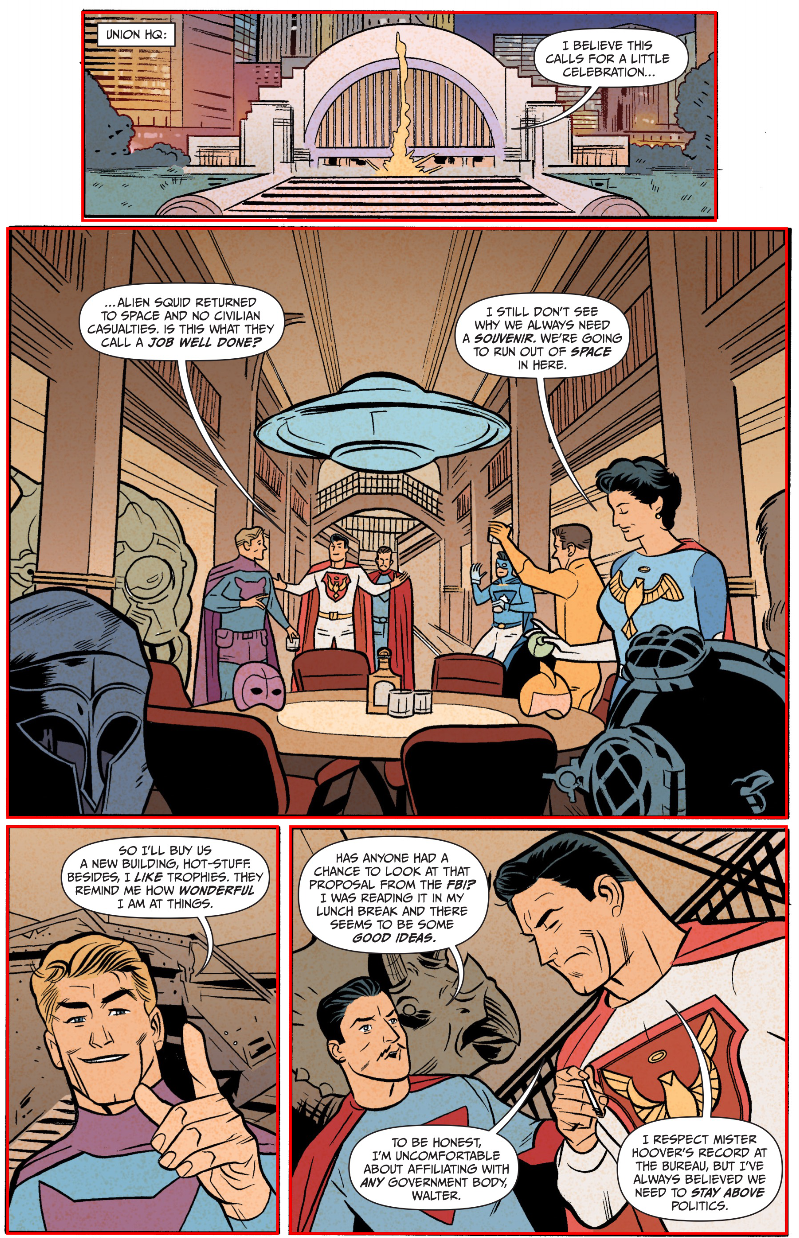 UNION HQ:
I BELIEVE THIS
CALLS FOR A LITTLE
CELEBRATION...
...ALIEN SQUID RETURNED
TO SPACE AND NO CIVILIAN
CASUALTIES. IS THIS WHAT THEY
CALL A JOB WELL DONE?
I STILL DON'T SEE
WHY WE ALWAYS NEED
A SOUVENIR. WE'RE GOING
TO RUN OUT OF SPACE
IN HERE.
SO I'LL BUY US
A NEW BUILDING, HOT-STUFF.
BESIDES, I LIKE TROPHIES. THEY
REMIND ME HOW WONDERFUL
I AM AT THINGS.
HAS ANYONE HAD A
CHANCE TO LOOK AT THAT
PROPOSAL FROM THE FBI?
I WAS READING IT IN MY
LUNCH BREAK AND THERE
SEEMS TO BE SOME
GOOD IDEAS.
TO BE HONEST,
I'M UNCOMFORTABLE
ABOUT AFFILIATING WITH
ANY GOVERNMENT BODY,
WALTER.
I RESPECT MISTER
HOOVER'S RECORD AT
THE BUREAU, BUT I'VE
ALWAYS BELIEVED WE
NEED TO STAY ABOVE
POLITICS.